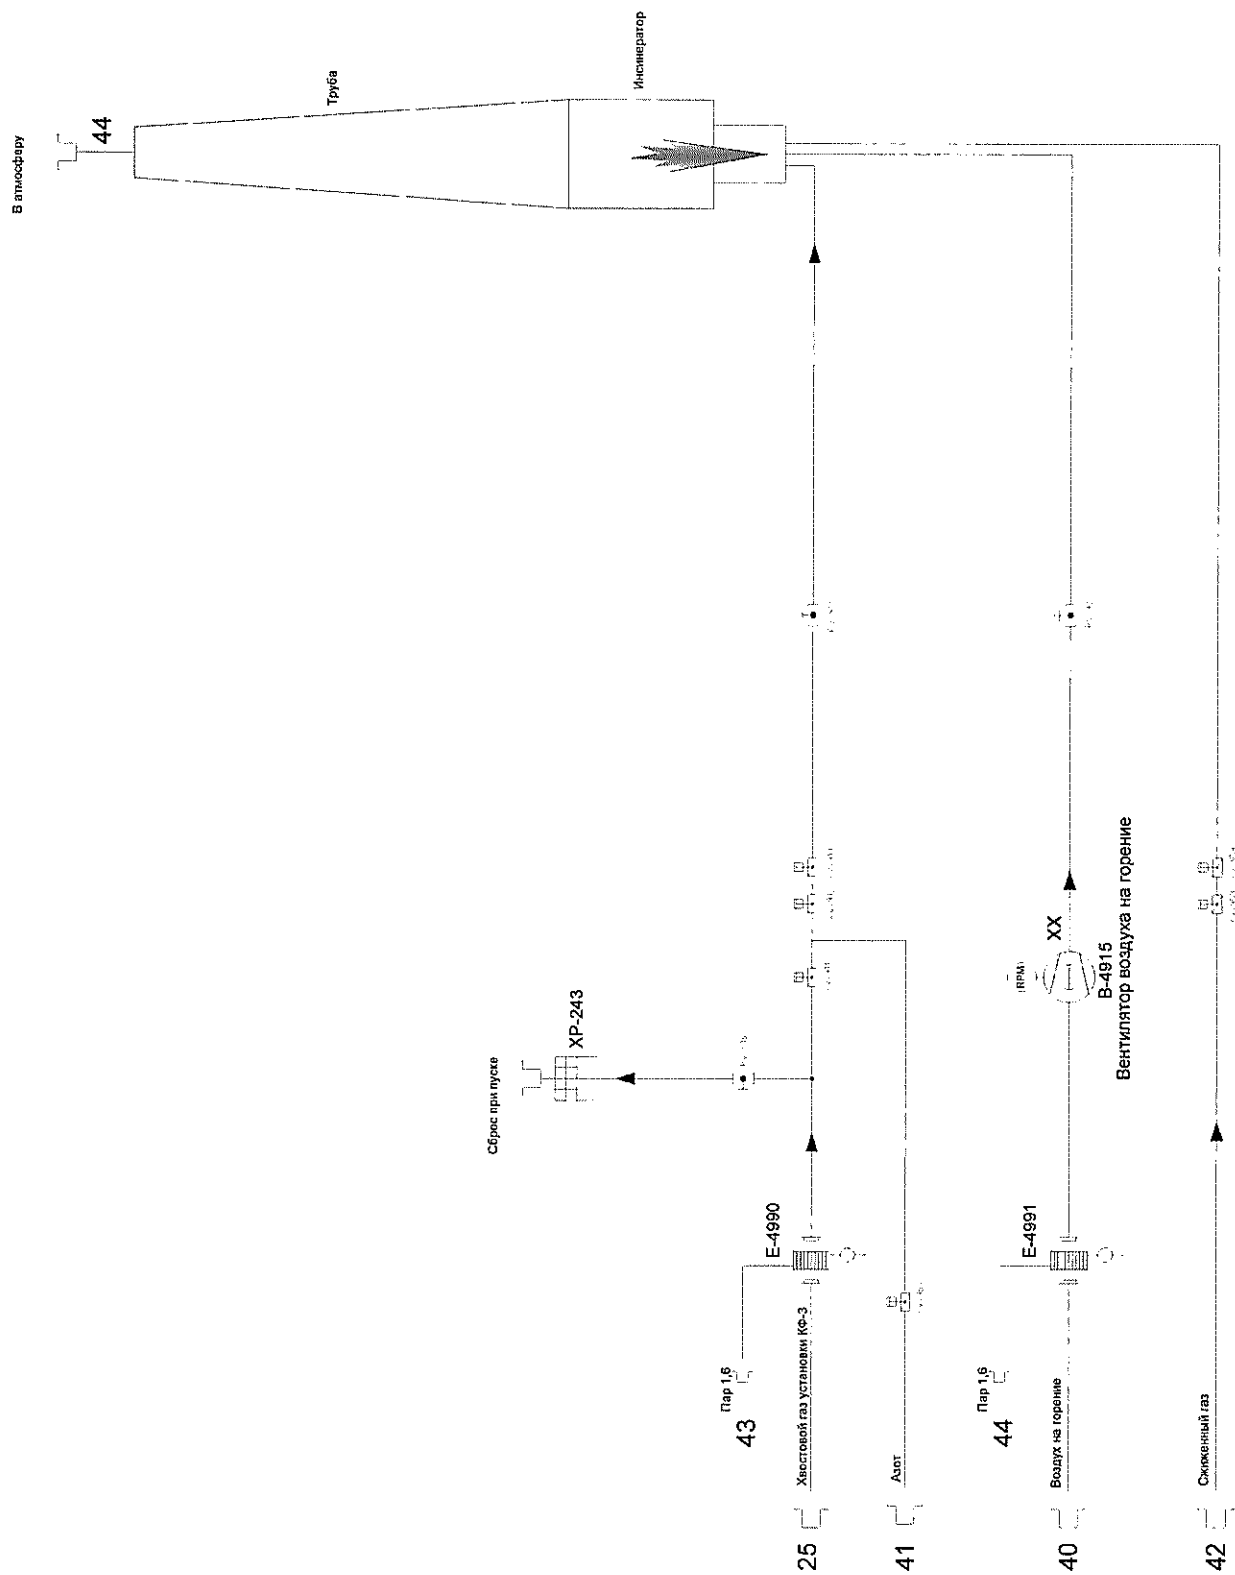 В атмосферу
44
Труба
Инсинератор
Сброс при пуске
XP-243
E-4990
Пар 1,6
43
Хвостовой газ установки КФ-3
25
Азот
41
E-4991
Пар 1,6
44
Воздух на горение
40
RPM
XX
B-4915
Вентилятор воздуха на горение
Сжиженный газ
42